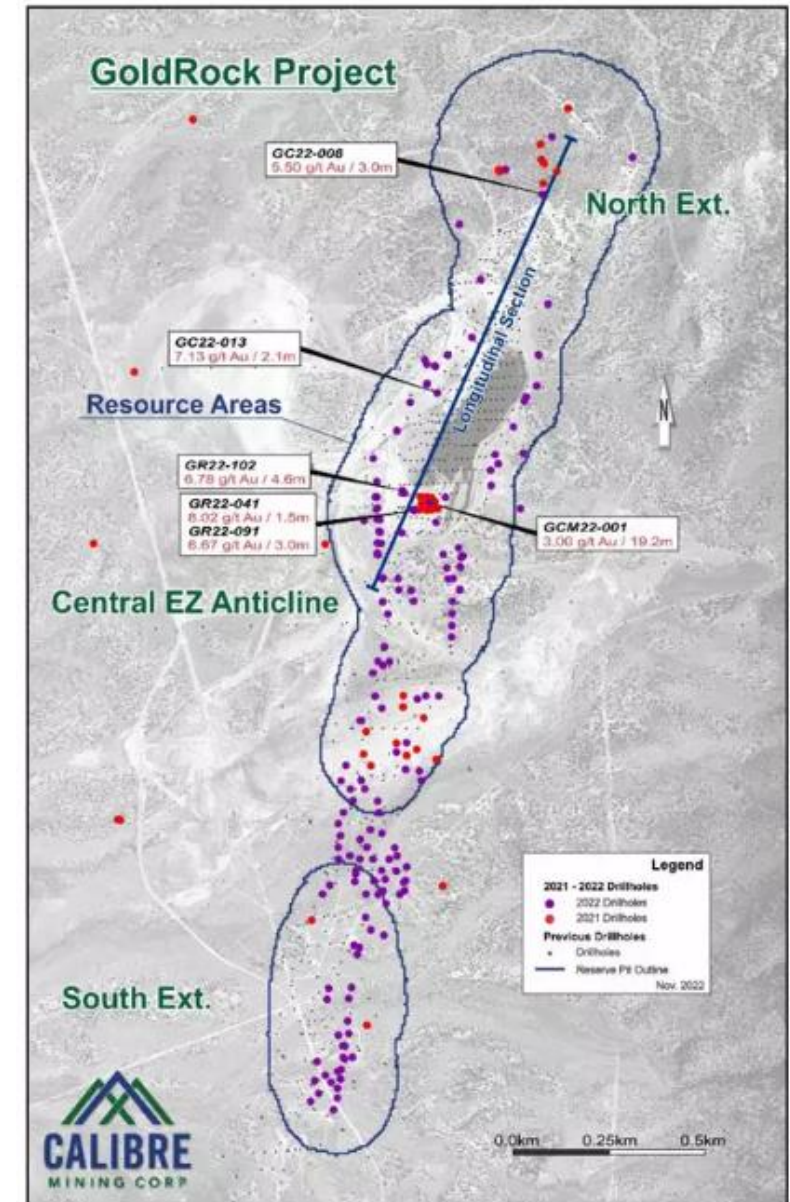 GoldRock Project
GC22-008
5.50 g/t Au / 3.0m
North Ext.
Longitudinal Section
GC22-013
7.13 g/t Au / 2.1m
N
Resource Areas
GR22-102
6.78 g/t Au / 4.6m
GR22-041
8.02 g/t Au / 1.5m
GR22-091
6.67 g/t Au / 3.0m
GCM22-001
3.00 g/t Au / 19.2m
Central EZ Anticline
Legend
2021 - 2022 Drillholes
2022 Drillholes
2021 Drillholes
Previous Drillholes
Drillholes
Reserve Pit Outline
Nov. 2022
South Ext.
CALIBRE
MINING CORP
0.0km 0.25km 0.5km